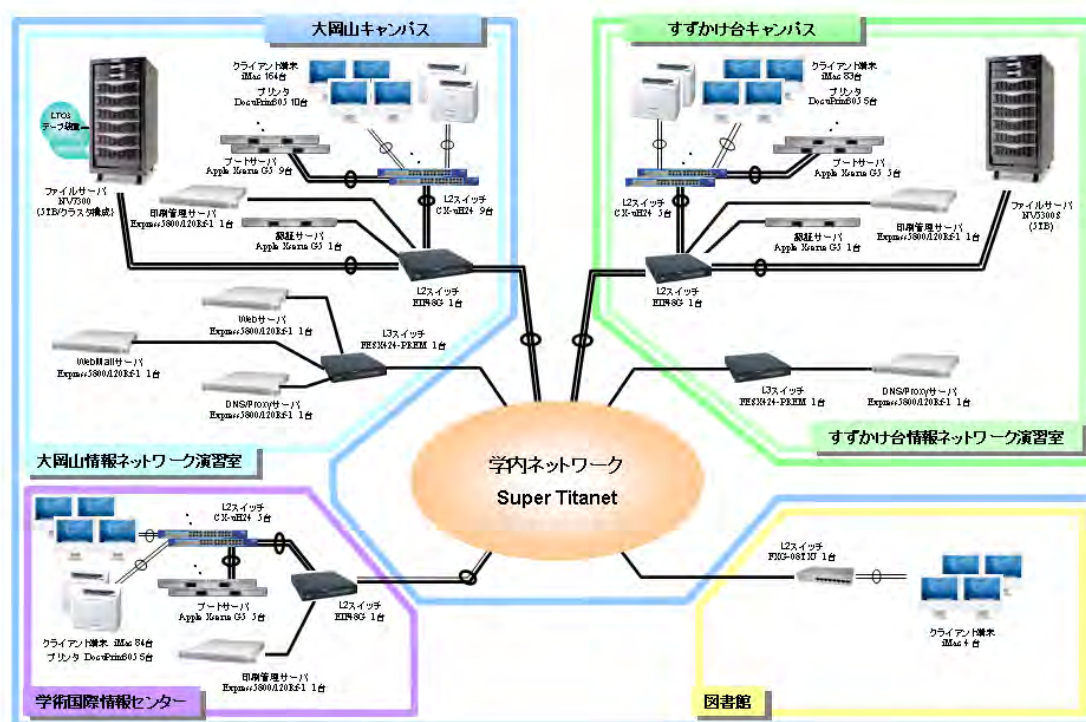 大岡山キャンパス
クライアント端末
iMac 164台
プリンタ
DocuPrint605 10台
LTO3
テープ装置
ファイルサーバ
NV7300
(5TB/クラスタ構成)
ブートサーバ
Apple Xserve G5 9台
L2スイッチ
CX-uH24 9台
印刷管理サーバ
Express5800/120Rf-1 1台
認証サーバ
Apple Xserve G5 1台
L2スイッチ
EIF48G 1台
Webサーバ
Express5800/120Rf-1 1台
L3スイッチ
FESX424-PREM 1台
WebMailサーバ
Express5800/120Rf-1 1台
DNS/Proxyサーバ
Express5800/120Rf-1 1台
大岡山情報ネットワーク演習室
すずかけ台キャンパス
クライアント端末
iMac 83台
プリンタ
DocuPrint605 5台
ブートサーバ
Apple Xserve G5 5台
L2スイッチ
CX-uH24 5台
印刷管理サーバ
Express5800/120Rf-1 1台
認証サーバ
Apple Xserve G5 1台
ファイルサーバ
NV5300S
(5TB)
L2スイッチ
EIF48G 1台
L3スイッチ
FESX424-PREM 1台
DNS/Proxyサーバ
Express5800/120Rf-1 1台
すずかけ台情報ネットワーク演習室
学内ネットワーク
Super Titanet
L2スイッチ
CX-uH24 5台
ブートサーバ
Apple Xserve G5 5台
L2スイッチ
EIF48G 1台
クライアント端末 iMac 84台
プリンタ DocuPrint605 5台
印刷管理サーバ
Express5800/120Rf-1 1台
学術国際情報センター
L2スイッチ
FXG-08TXJ 1台
クライアント端末
iMac 4台
図書館